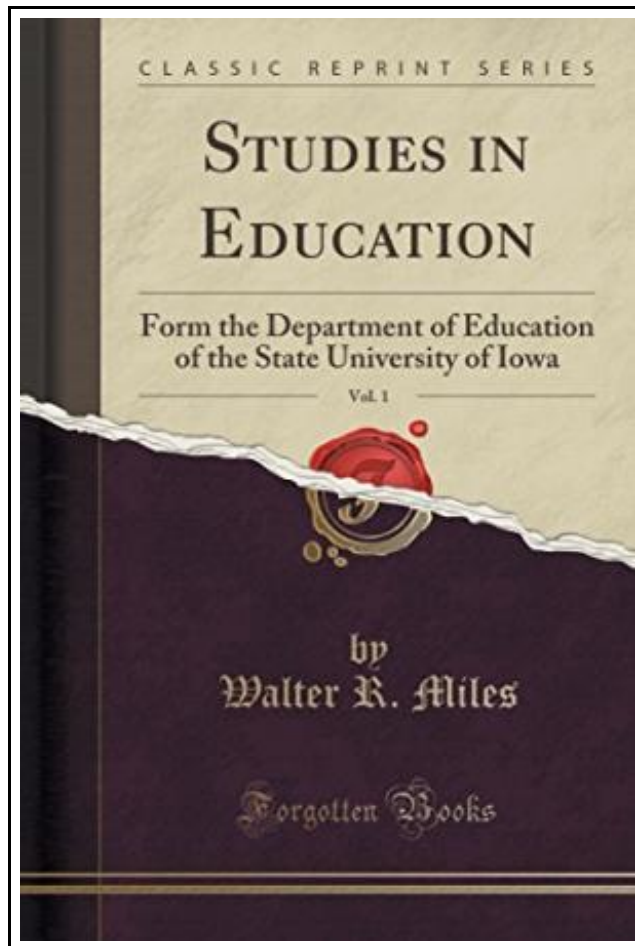 CLASSIC REPRINT SERIES
STUDIES IN
EDUCATION
Form the Department of Education
of the State University of Iowa
Vol. 1
by
Walter R. Miles
Forgotten Books